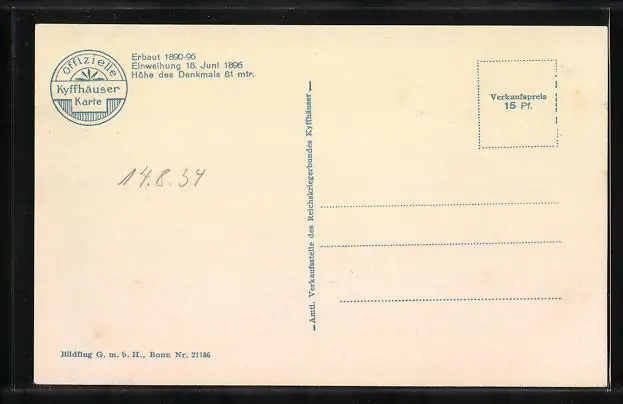 Offizielle
Kyffhäuser
Karte
Erbaut 1890-96
Einweihung 18. Juni 1896
Höhe des Denkmals 81 mtr.
Verkaufspreis
15 Pf.
14.8.34
Amtl. Verkaufsstelle des Reichskriegerbundes Kyffhäuser
Bildflug G. m. b. H., Bonn Nr. 21186